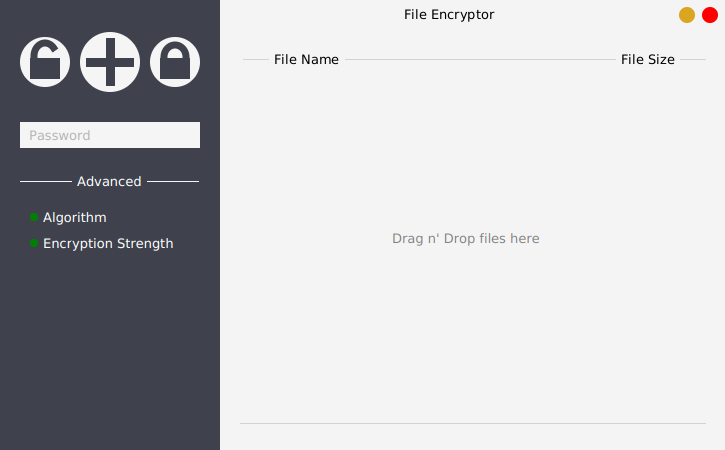 File Encryptor
File Name File Size
Password
Advanced
Algorithm
Encryption Strength
Drag n' Drop files here